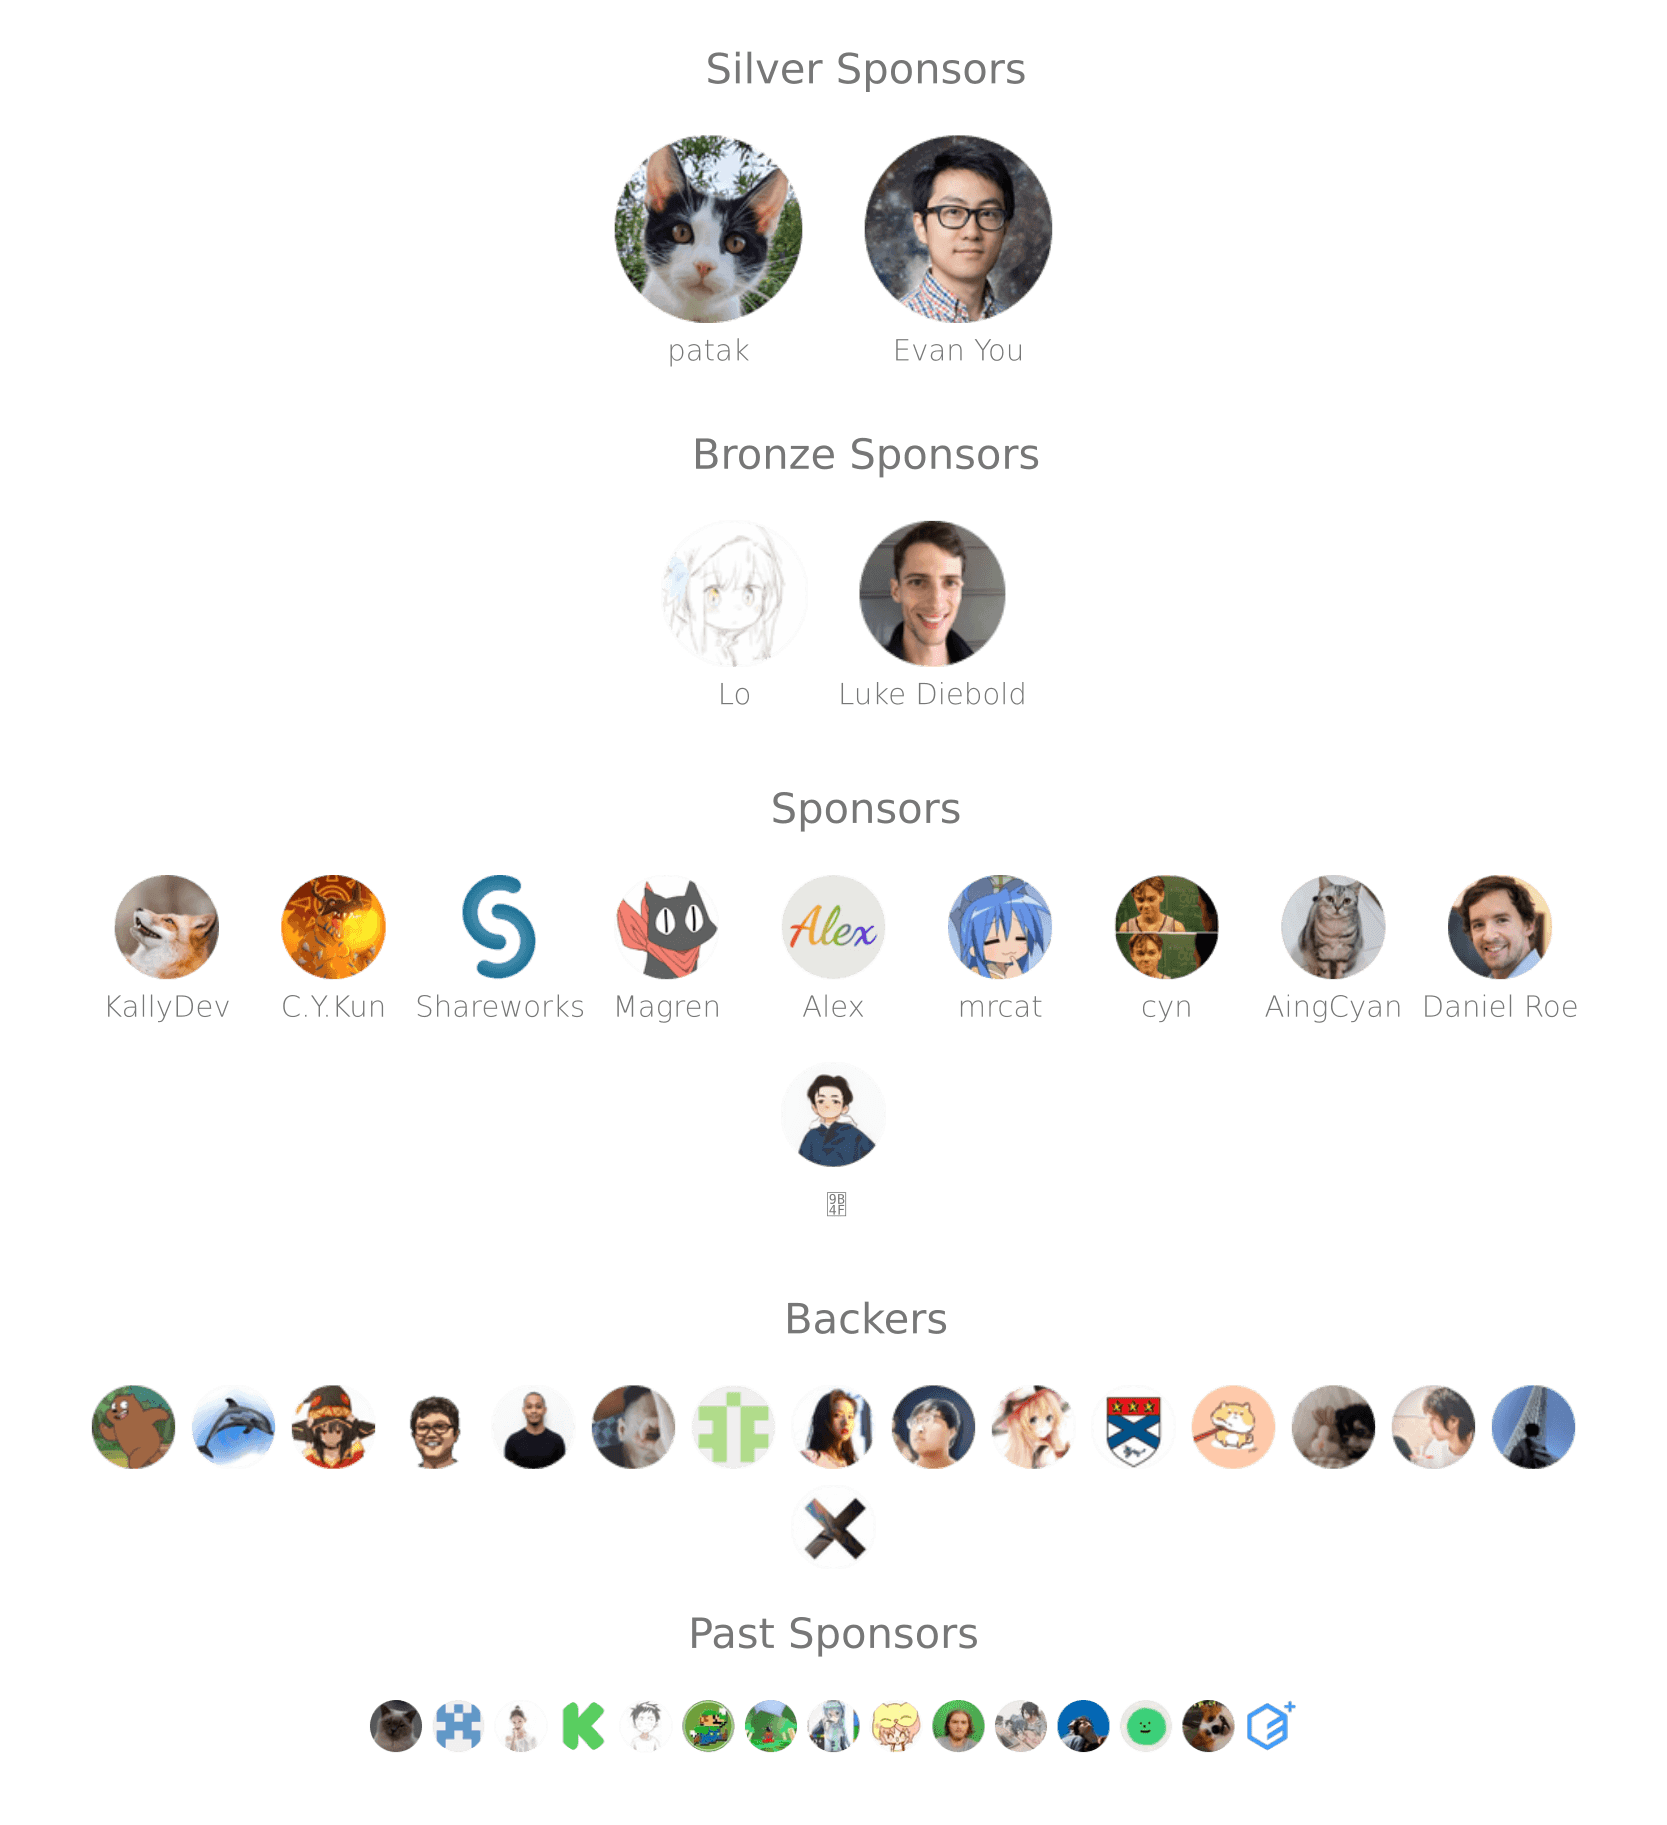 Silver Sponsors
patak
Evan You
Bronze Sponsors
Lo
Luke Diebold
Sponsors
Alex
KallyDev
C.Y.Kun
Shareworks
Magren
Alex
mrcat
cyn
AingCyan
Daniel Roe
Backers
Past Sponsors